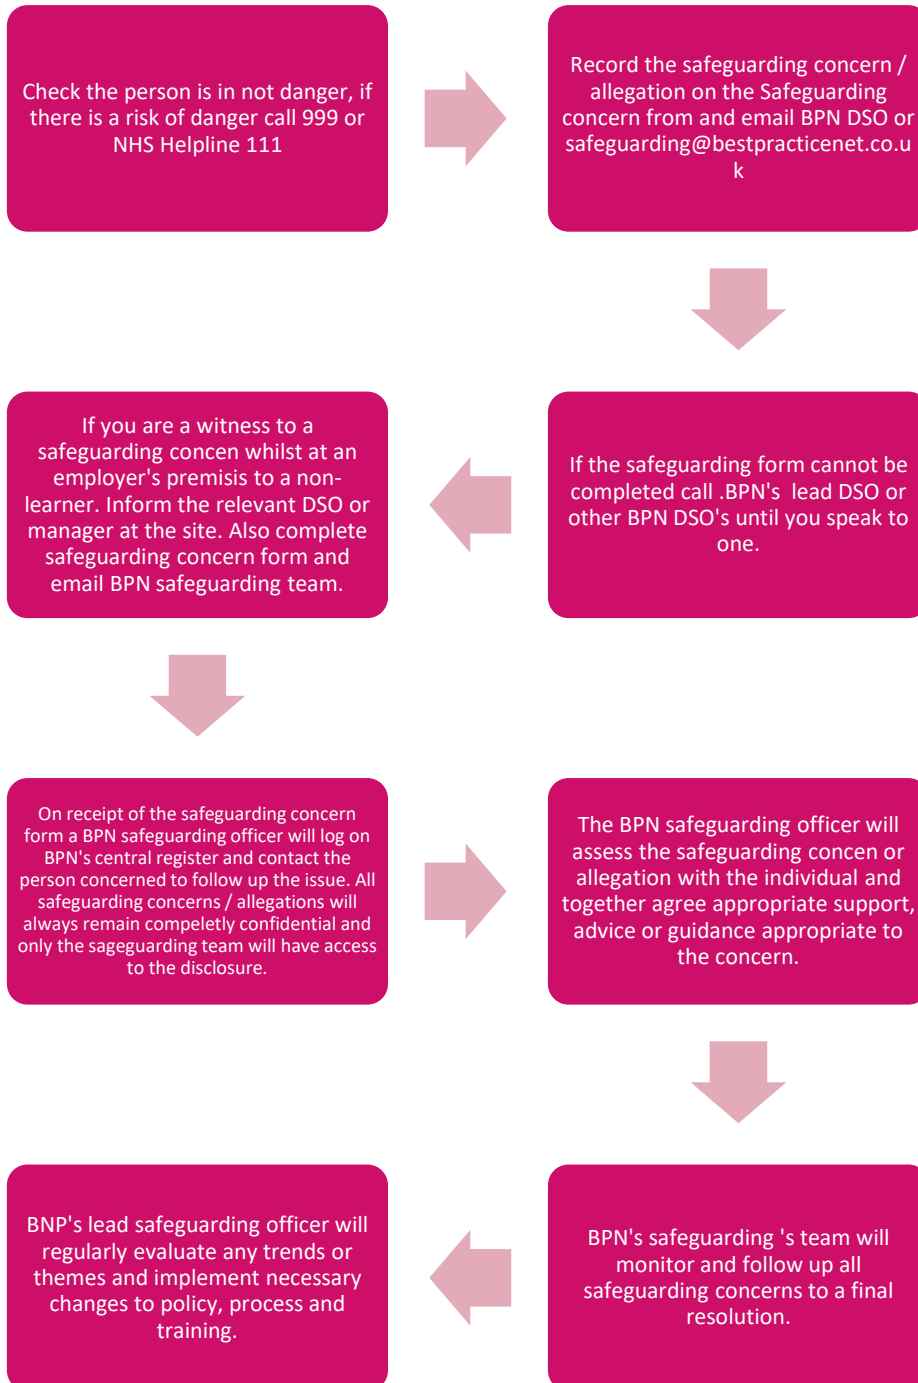 Check the person is in not danger, if
there is a risk of danger call 999 or
NHS Helpline 111
Record the safeguarding concern /
allegation on the Safeguarding
concern from and email BPN DSO or
safeguarding@bestpracticenet.co.u
k
If the safeguarding form cannot be
completed call .BPN's lead DSO or
other BPN DSO's until you speak to
one.
If you are a witness to a
safeguarding concen whilst at an
employer's premisis to a non-
learner. Inform the relevant DSO or
manager at the site. Also complete
safeguarding concern form and
email BPN safeguarding team.
On receipt of the safeguarding concern
form a BPN safeguarding officer will log on
BPN's central register and contact the
person concerned to follow up the issue. All
safeguarding concerns / allegations will
always remain compeletly confidential and
only the sageguarding team will have access
to the disclosure.
The BPN safeguarding officer will
assess the safeguarding concen or
allegation with the individual and
together agree appropriate support,
advice or guidance appropriate to
the concern.
BPN's safeguarding 's team will
monitor and follow up all
safeguarding concerns to a final
resolution.
BNP's lead safeguarding officer will
regularly evaluate any trends or
themes and implement necessary
changes to policy, process and
training.